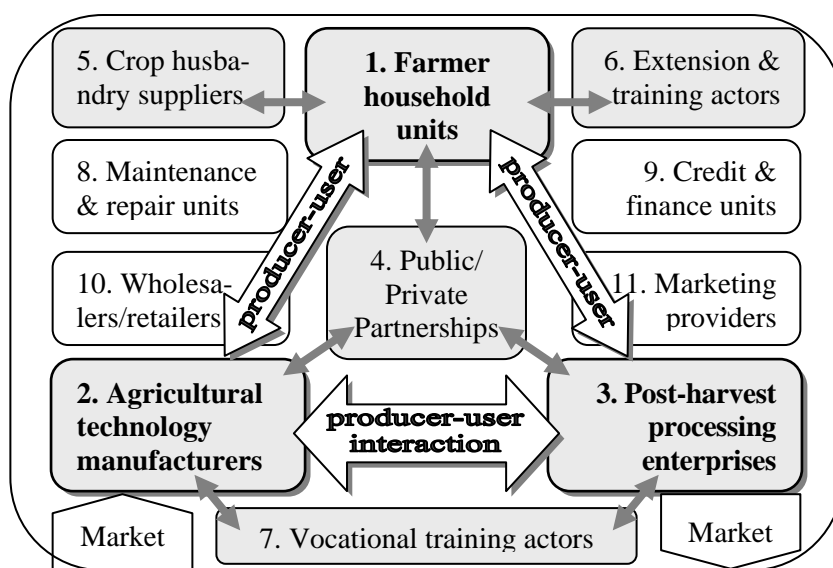 5. Crop husba-
ndry suppliers
1. Farmer
household
units
6. Extension &
training actors
8. Maintenance
& repair units
producer-user
producer-user
9. Credit &
finance units
10. Wholesa-
lers/retailers
4. Public/
Private
Partnerships
11. Marketing
providers
2. Agricultural
technology
manufacturers
producer-user
interaction
3. Post-harvest
processing
enterprises
Market
7. Vocational training actors
Market